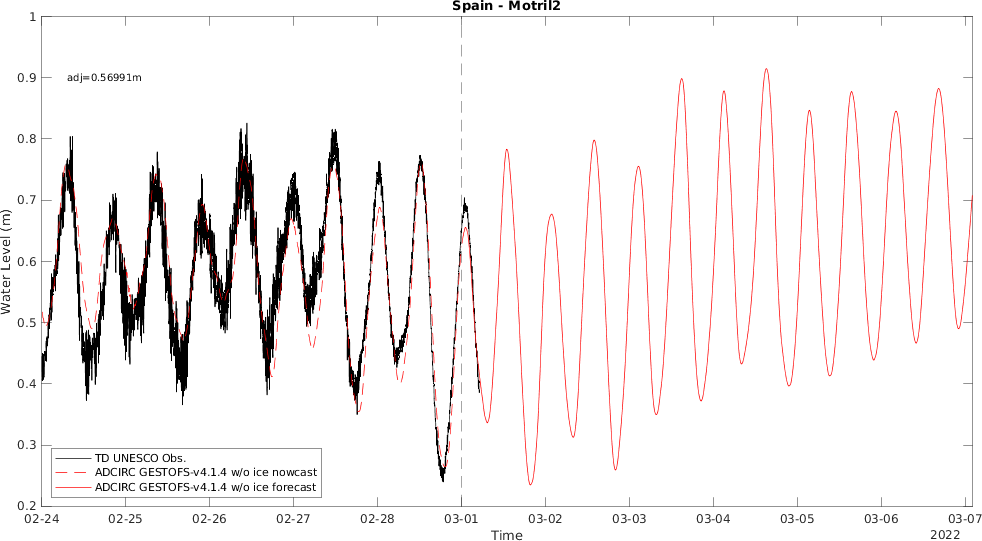 Spain - Motril2
adj=0.56991m
Water Level (m)
1
0.9
0.8
0.7
0.6
0.5
0.4
0.3
0.2
TD UNESCO Obs.
ADCIRC GESTOFS-v4.1.4 w/o ice nowcast
ADCIRC GESTOFS-v4.1.4 w/o ice forecast
02-24 02-25 02-26 02-27 02-28 03-01 03-02 03-03 03-04 03-05 03-06 03-07
Time
2022